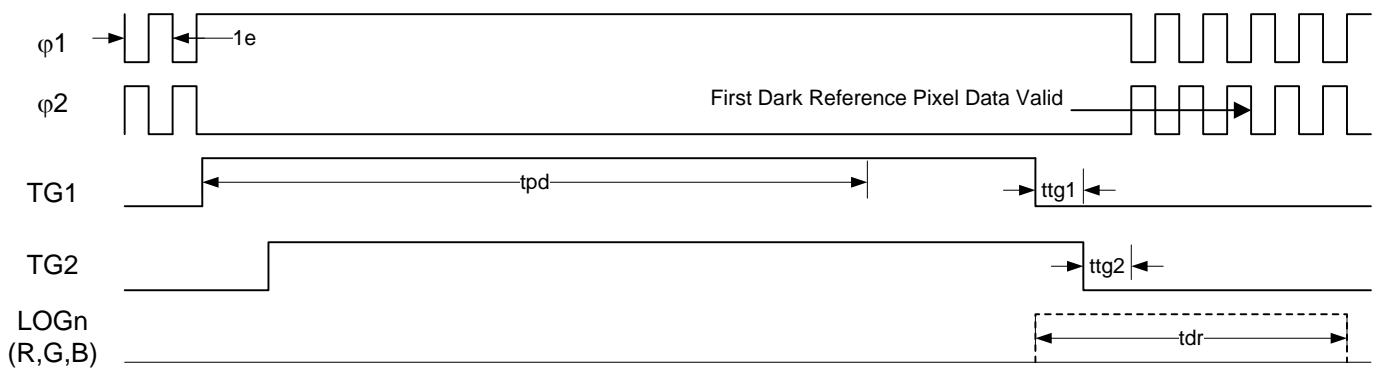 φ1
1e
φ2
First Dark Reference Pixel Data Valid
TG1
tpd
ttg1
TG2
ttg2
LOGn
(R,G,B)
tdr